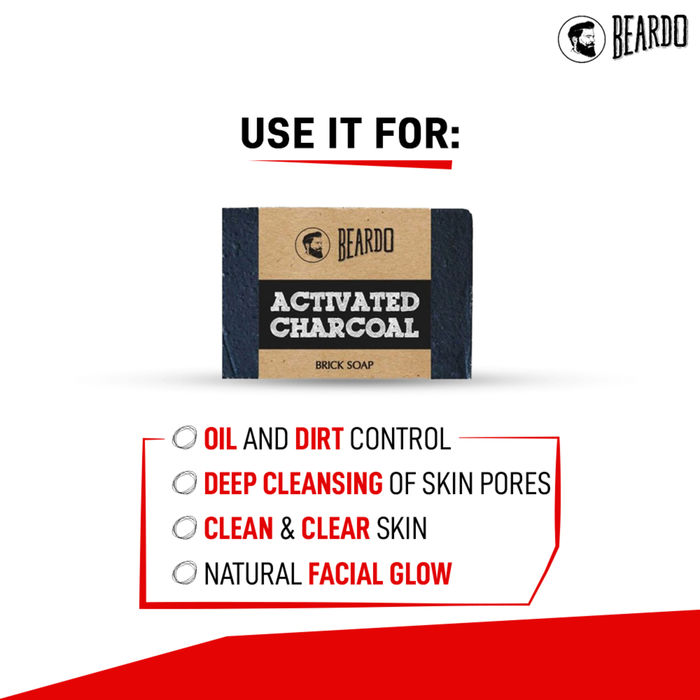 BEARDO
USE IT FOR:
BEARDO
ACTIVATED
CHARCOAL
BRICK SOAP
OIL AND DIRT CONTROL
DEEP CLEANSING OF SKIN PORES
CLEAN & CLEAR SKIN
NATURAL FACIAL GLOW